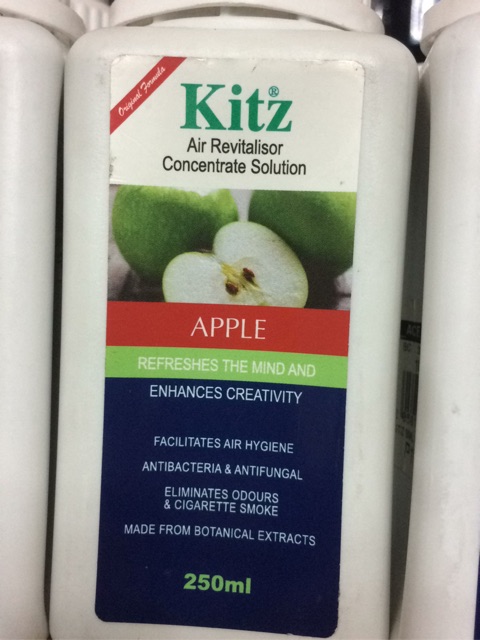 Original Formula
Kitz®
Air Revitalisor
Concentrate Solution
APPLE
REFRESHES THE MIND AND
ENHANCES CREATIVITY
FACILITATES AIR HYGIENE
ANTIBACTERIA & ANTIFUNGAL
ELIMINATES ODOURS
& CIGARETTE SMOKE
MADE FROM BOTANICAL EXTRACTS
250ml